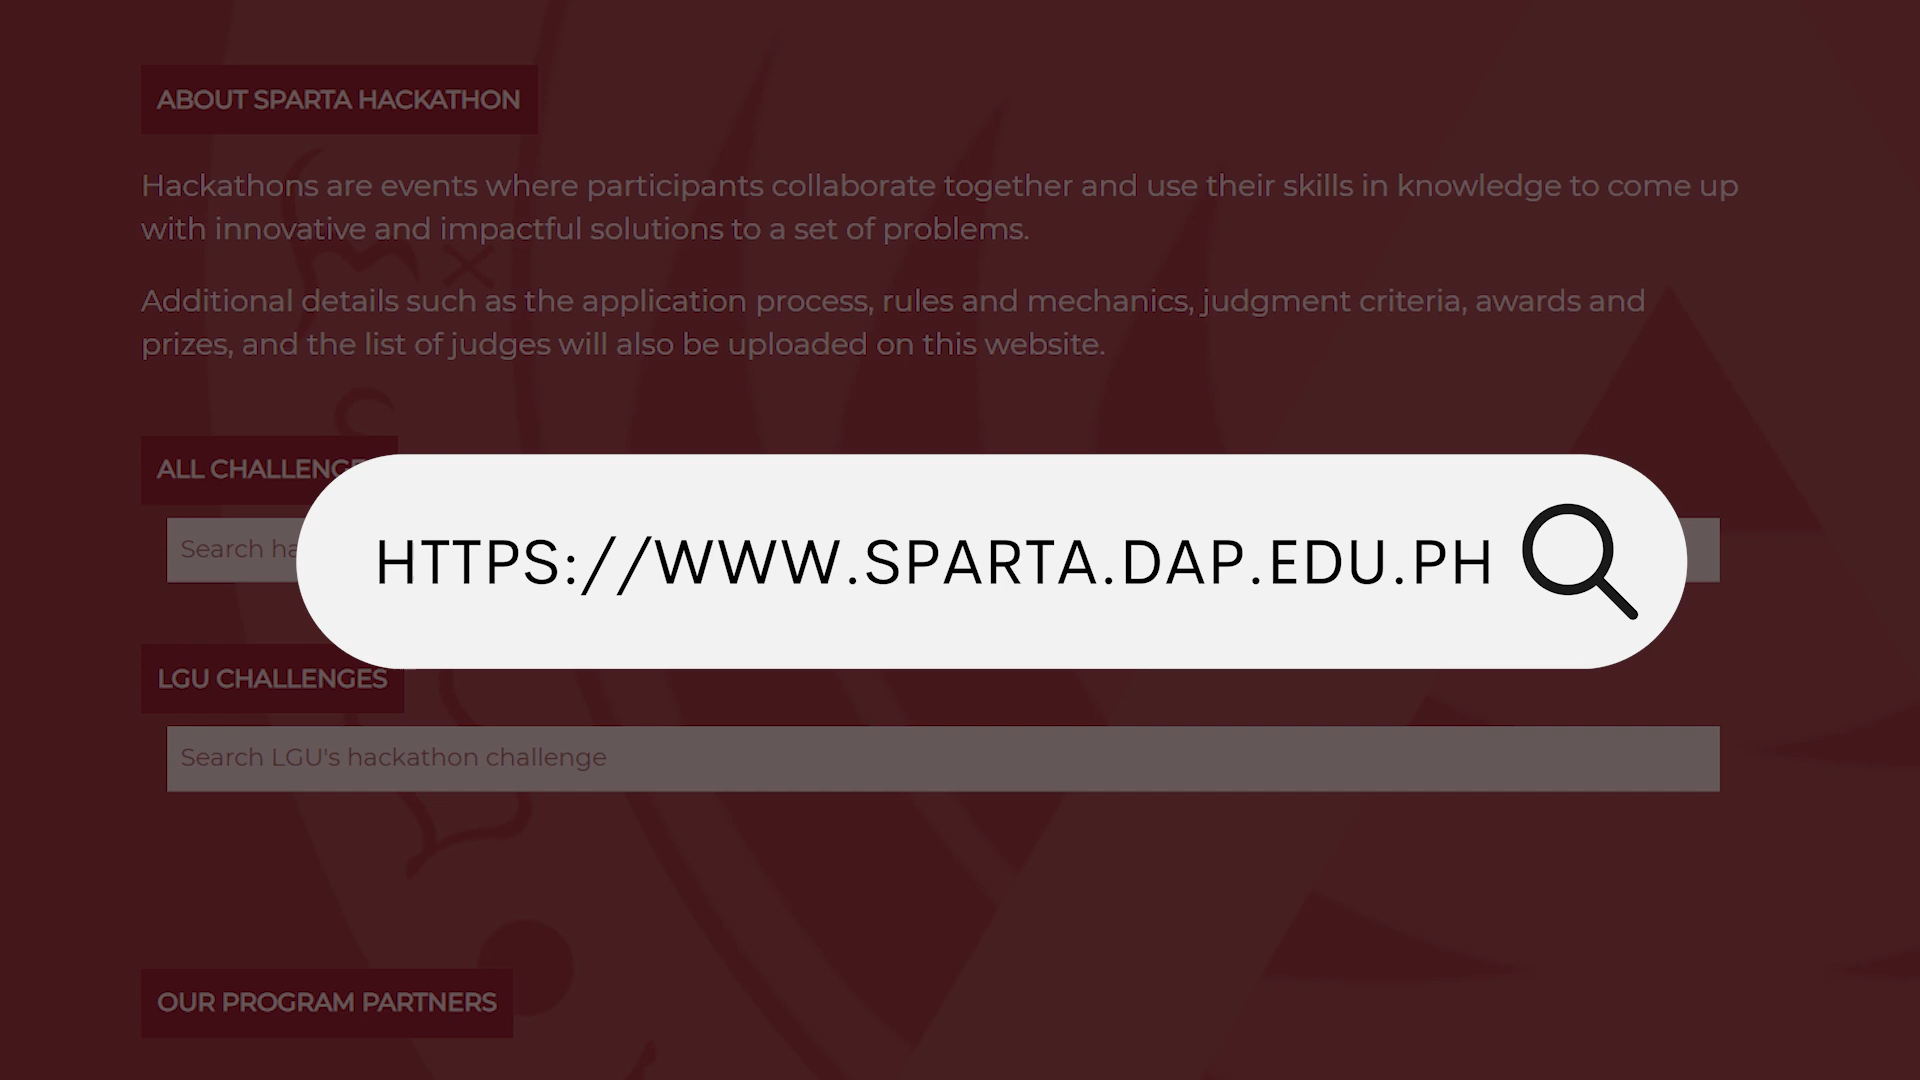 ABOUT SPARTA HACKATHON
Hackathons are events where participants collaborate together and use their skills in knowledge to come up
with innovative and impactful solutions to a set of problems.
Additional details such as the application process, rules and mechanics, judgment criteria, awards and
prizes, and the list of judges will also be uploaded on this website.
ALL
Search
HTTPS://WWW.SPARTA.DAP.EDU.PH
LGU CHALLENGES
Search LGU's hackathon challenge
OUR PROGRAM PARTNERS